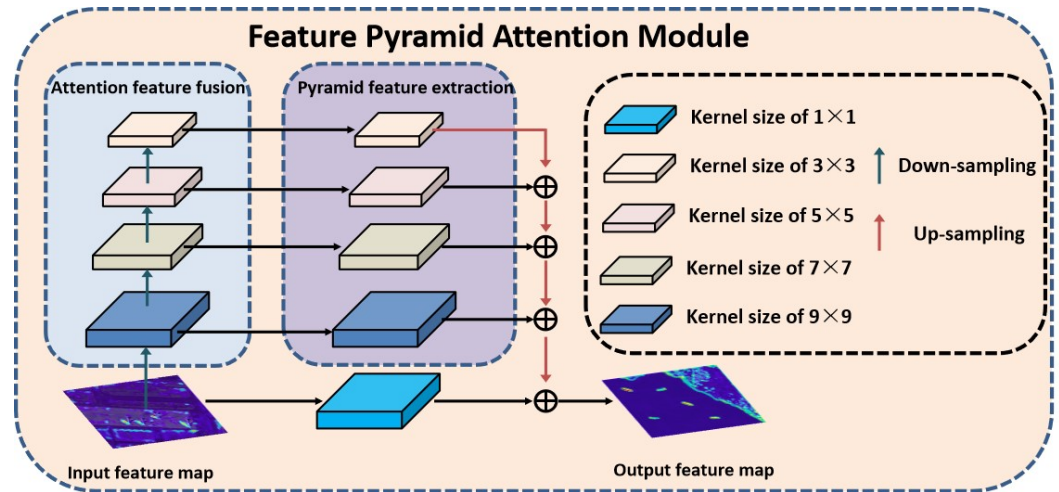 Feature Pyramid Attention Module
Attention feature fusion
Pyramid feature extraction
Kernel size of 1×1
Kernel size of 3×3
Down-sampling
Kernel size of 5×5
Up-sampling
Kernel size of 7×7
Kernel size of 9×9
Input feature map
Output feature map